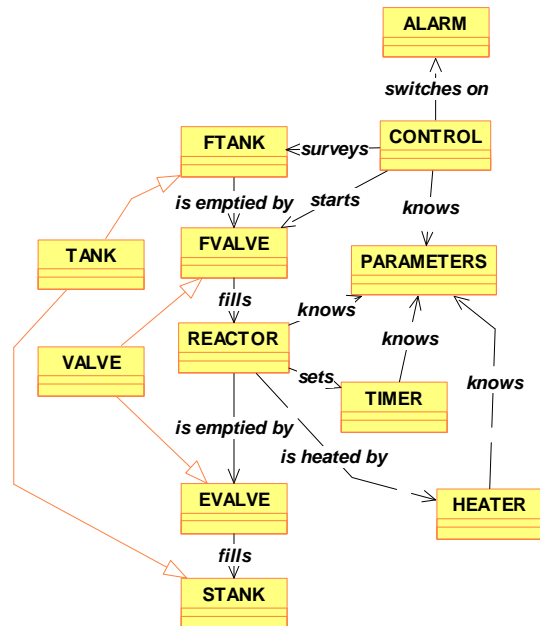 ALARM
switches on
CONTROL
FTANK
surveys
is emptied by
starts
knows
TANK
FVALVE
PARAMETERS
fills
knows
REACTOR
knows
knows
VALVE
sets
TIMER
is emptied by
is heated by
EVALVE
HEATER
fills
STANK